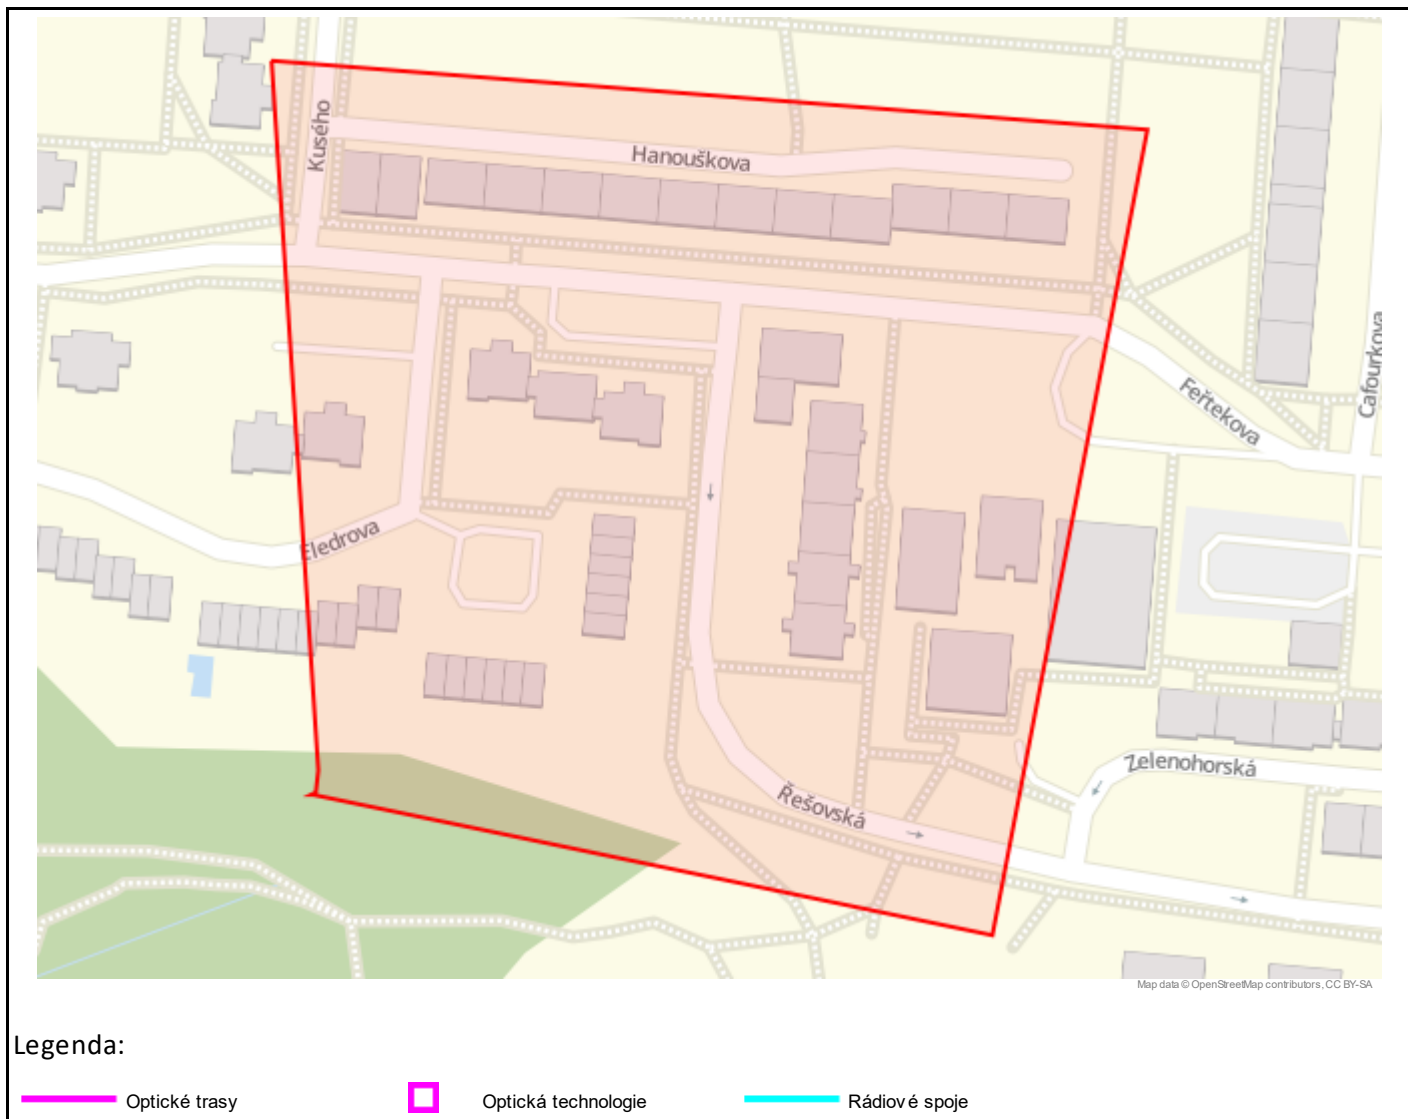 Kusého
Hanouškova
Feřtekova
Cafourkova
Eledrova
Zelenohorská
Řešovská
Map data © OpenStreetMap contributors, CC BY-SA
Legenda:
Optické trasy Optická technologie Rádiové spoje